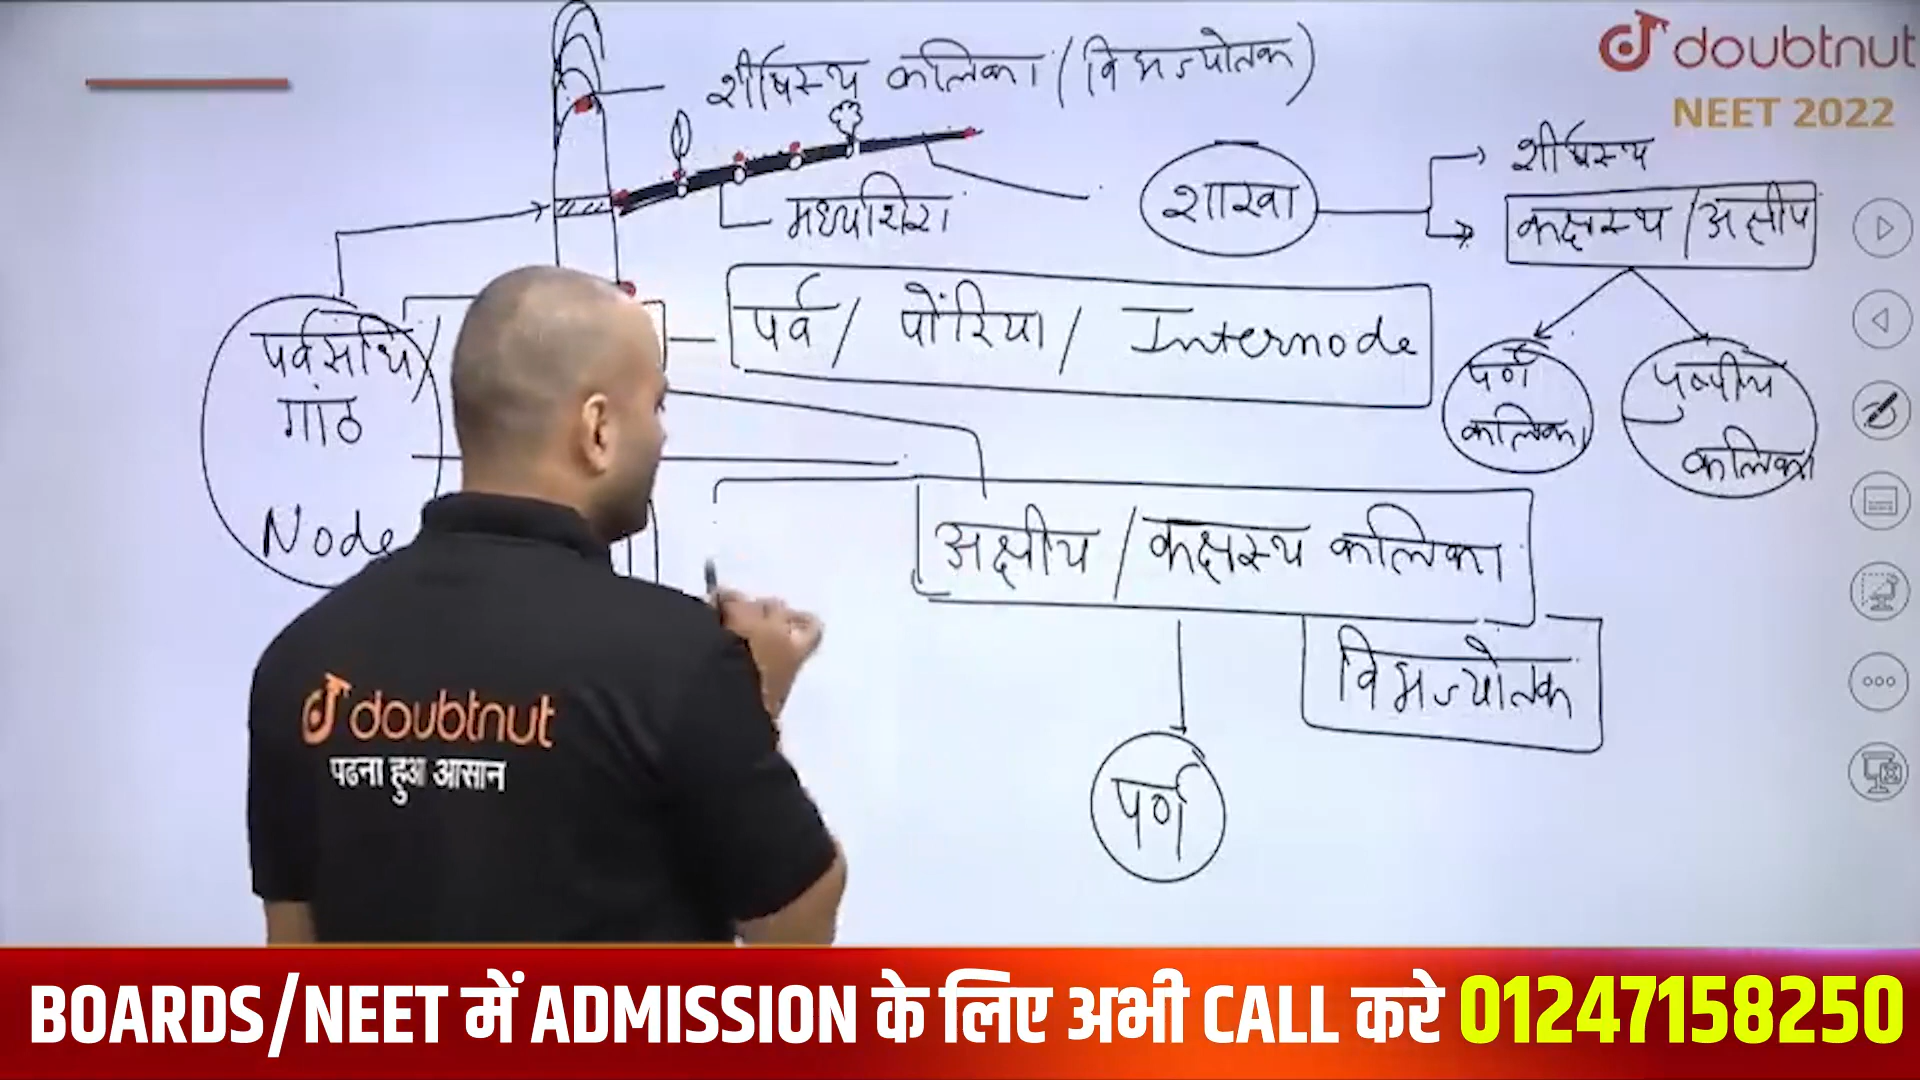 doubtnut
NEET 2022
शीर्षस्थ कलिका (विभज्योतक)
शीर्षस्थ
मध्यशिरा
शाखा
कक्षस्थ / अक्षीय
पर्वसंधि /
गांठ
Node
पर्व / पोंरिया / Internode
पर्ण
कलिका
पुष्पीय
कलिका
अक्षीय / कक्षस्थ कलिका
विभज्योतक
पर्ण
doubtnut
पढना हुआ आसान
BOARDS/NEET में ADMISSION के लिए अभी CALL करे 01247158250